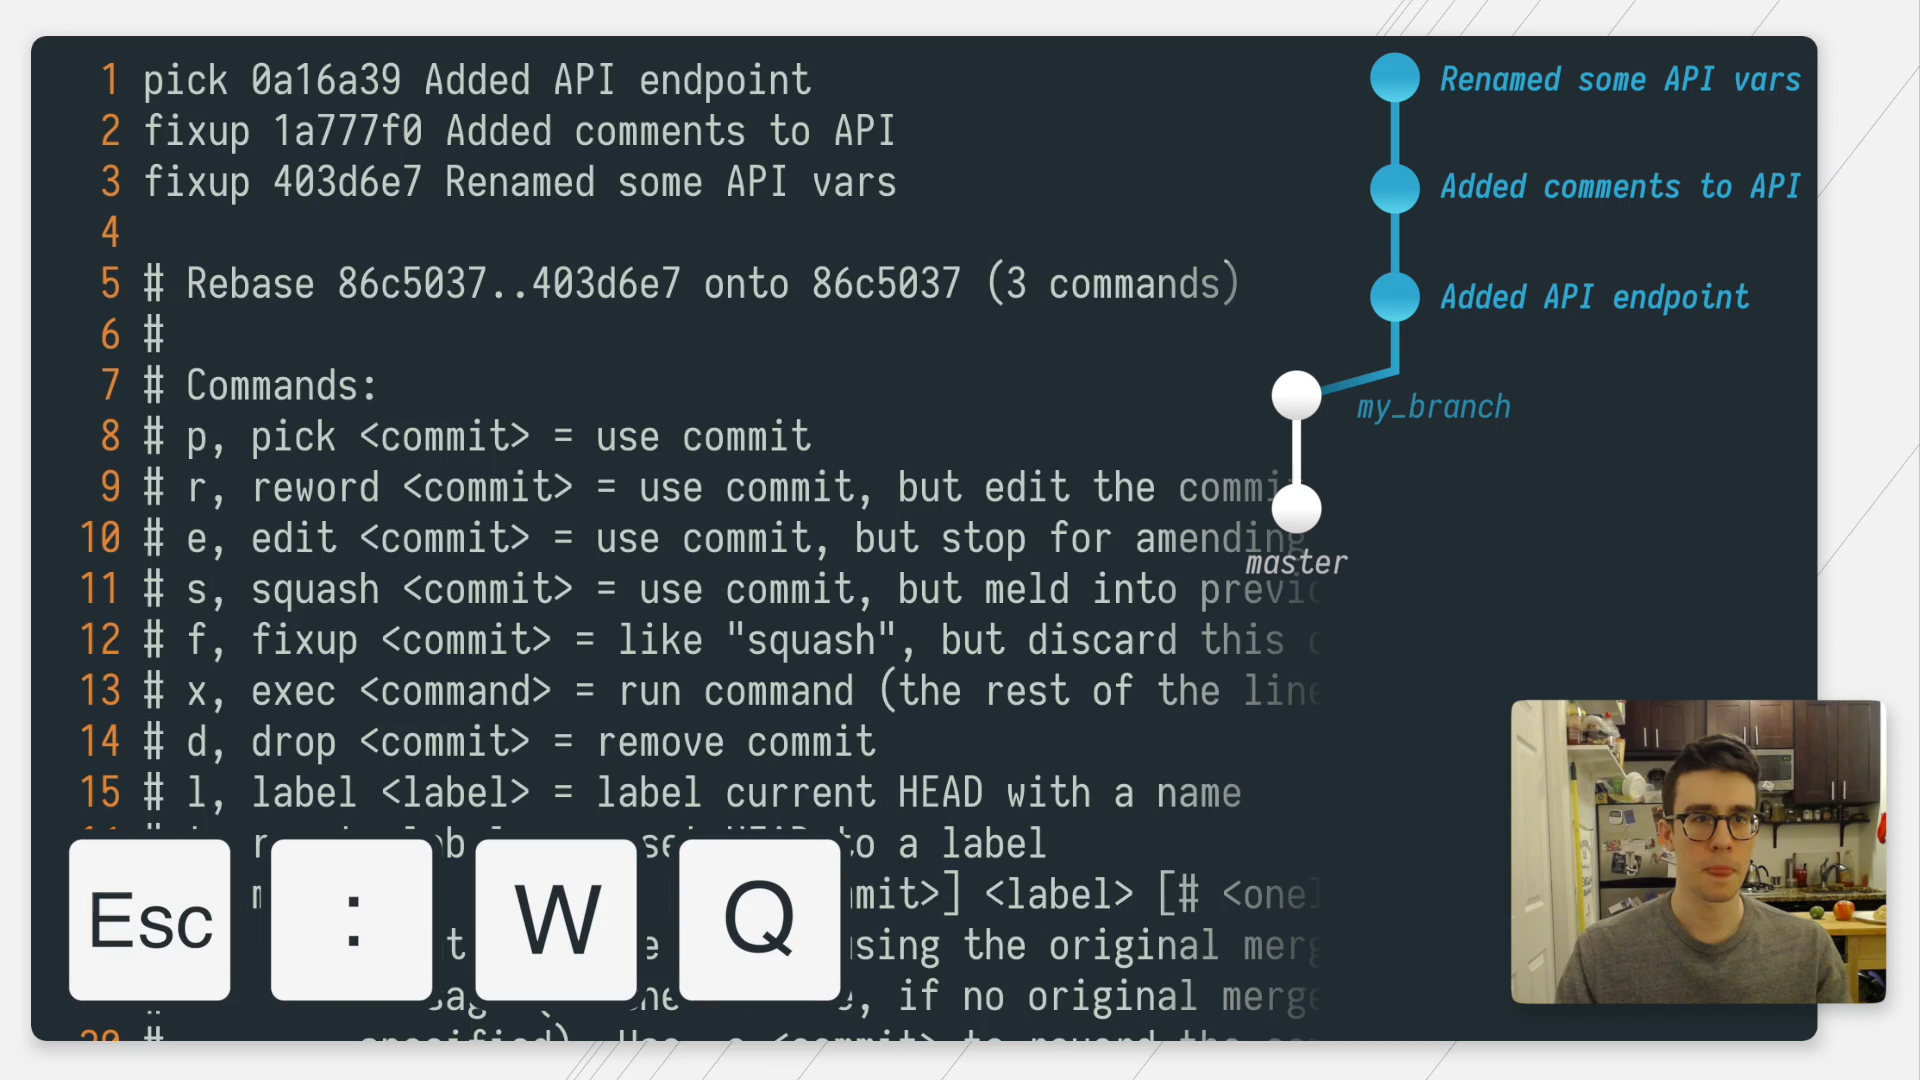 1 pick 0a16a39 Added API endpoint
2 fixup 1a777f0 Added comments to API
3 fixup 403d6e7 Renamed some API vars
4
5 # Rebase 86c5037..403d6e7 onto 86c5037 (3 commands)
6 #
7 # Commands:
8 # p, pick <commit> = use commit
9 # r, reword <commit> = use commit, but edit the commi
10 # e, edit <commit> = use commit, but stop for amending
11 # s, squash <commit> = use commit, but meld into previo
12 # f, fixup <commit> = like "squash", but discard this
13 # x, exec <command> = run command (the rest of the line
14 # d, drop <commit> = remove commit
15 # l, label <label> = label current HEAD with a name
to a label
mit>] <label> [# <onel
using the original merg
, if no original merge
Esc : W Q
Renamed some API vars
Added comments to API
Added API endpoint
my_branch
master